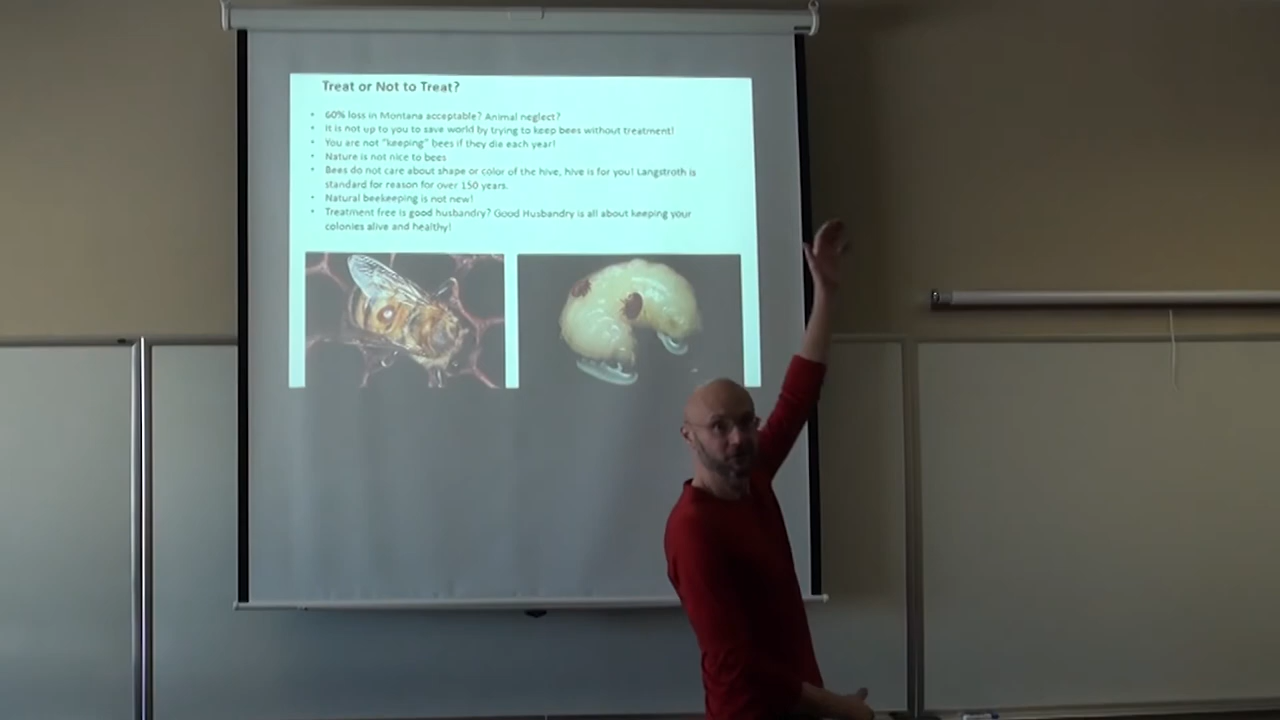 Treat or Not to Treat?
• 60% loss in Montana acceptable? Animal neglect?
• It is not up to you to save world by trying to keep bees without treatment!
• You are not "keeping" bees if they die each year!
• Nature is not nice to bees
• Bees do not care about shape or color of the hive, hive is for you! Langstroth is
standard for reason for over 150 years.
• Natural beekeeping is not new!
• Treatment free is good husbandry? Good Husbandry is all about keeping your
colonies alive and healthy!